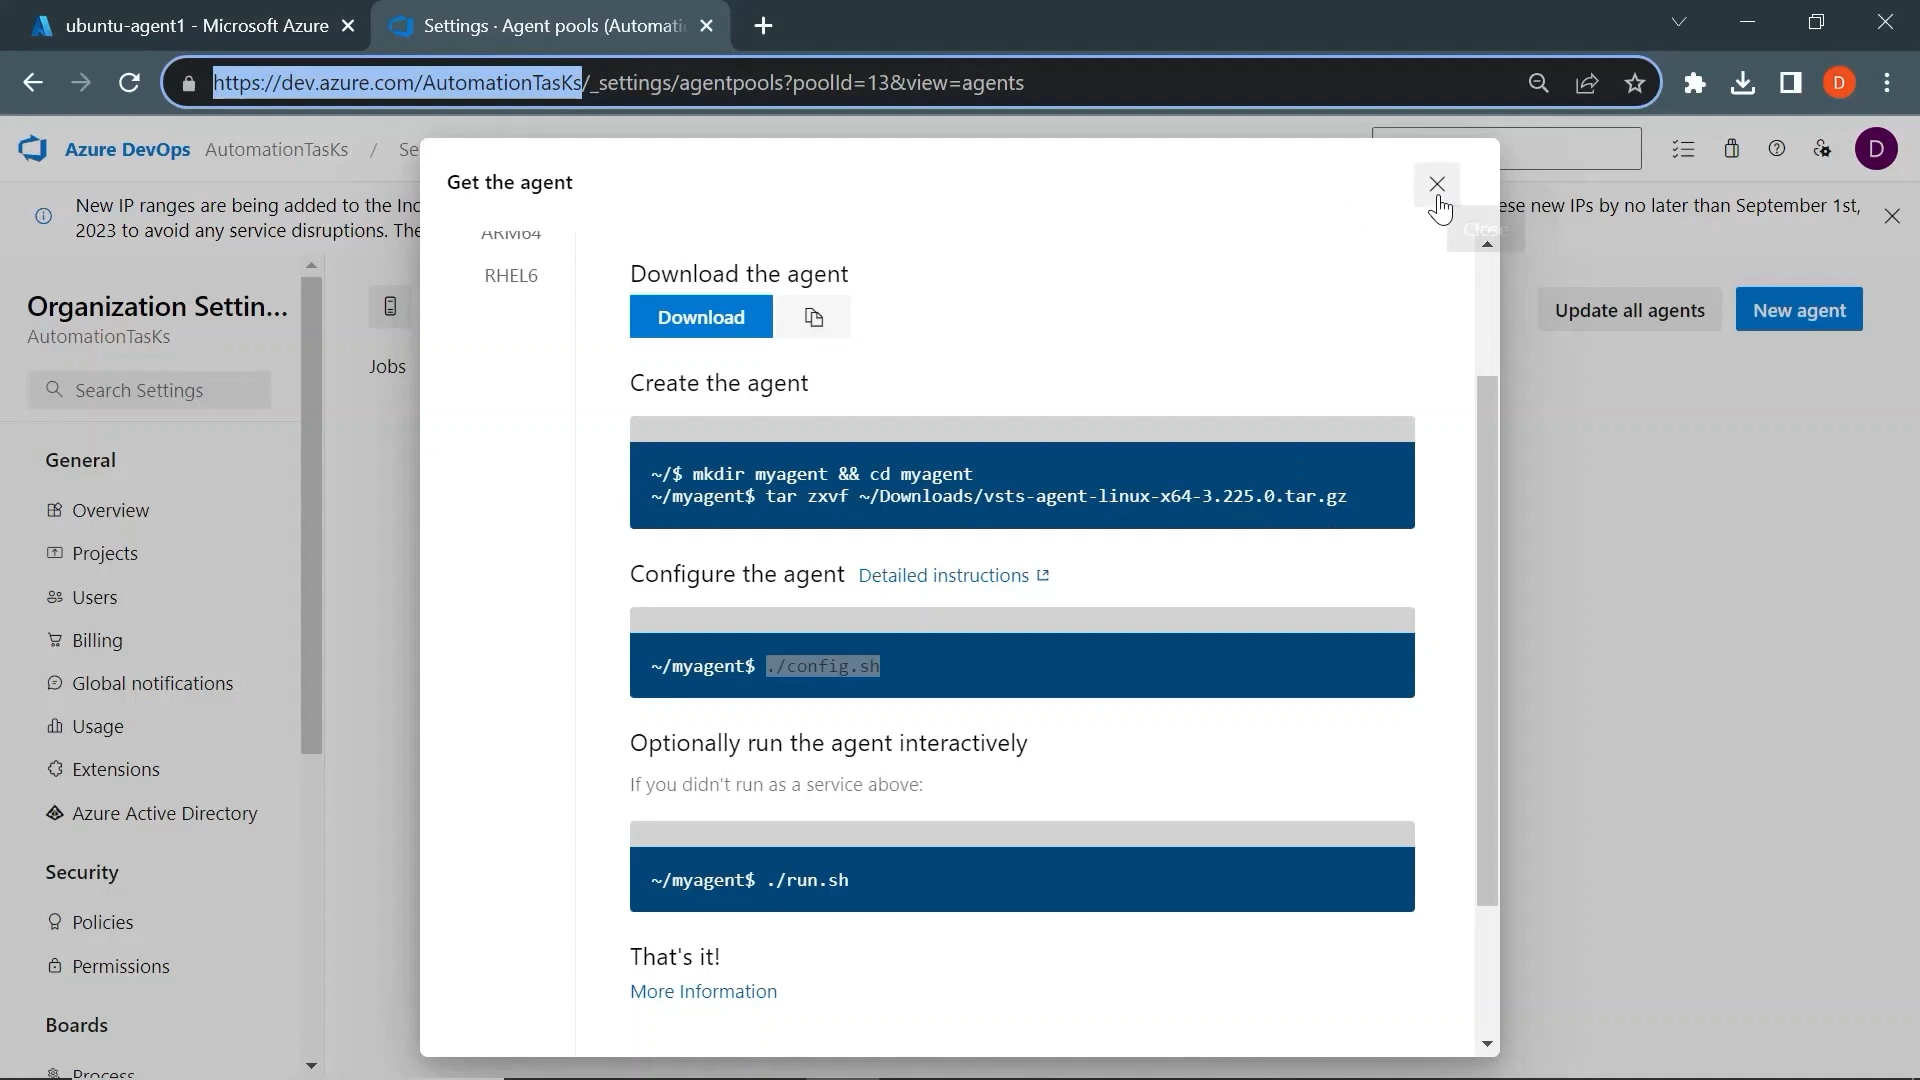 ubuntu-agent1 - Microsoft Azure
Settings · Agent pools (Automati
https://dev.azure.com/AutomationTasKs/_settings/agentpools?poolId=13&view=agents
D
Azure DevOps
AutomationTasKs
/
Se
D
New IP ranges are being added to the Inc
2023 to avoid any service disruptions. The
ese new IPs by no later than September 1st,
Organization Settin...
AutomationTasKs
Search Settings
General
Overview
Projects
Users
Billing
Global notifications
Usage
Extensions
Azure Active Directory
Security
Policies
Permissions
Boards
Process
Jobs
Update all agents
New agent
Get the agent
Close
ARM64
RHEL6
Download the agent
Download
Create the agent
~/$ mkdir myagent && cd myagent
~/myagent$ tar zxvf ~/Downloads/vsts-agent-linux-x64-3.225.0.tar.gz
Configure the agent Detailed instructions
~/myagent$ ./config.sh
Optionally run the agent interactively
If you didn't run as a service above:
~/myagent$ ./run.sh
That's it!
More Information